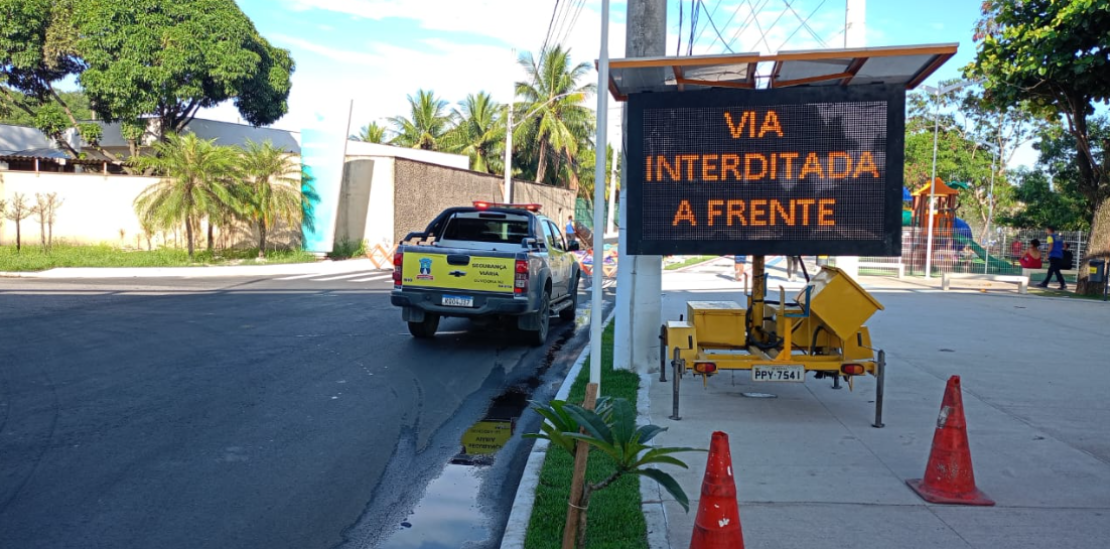 VIA
INTERDITADA
A FRENTE
SEGURANÇA
VIÁRIA
PPY-7541